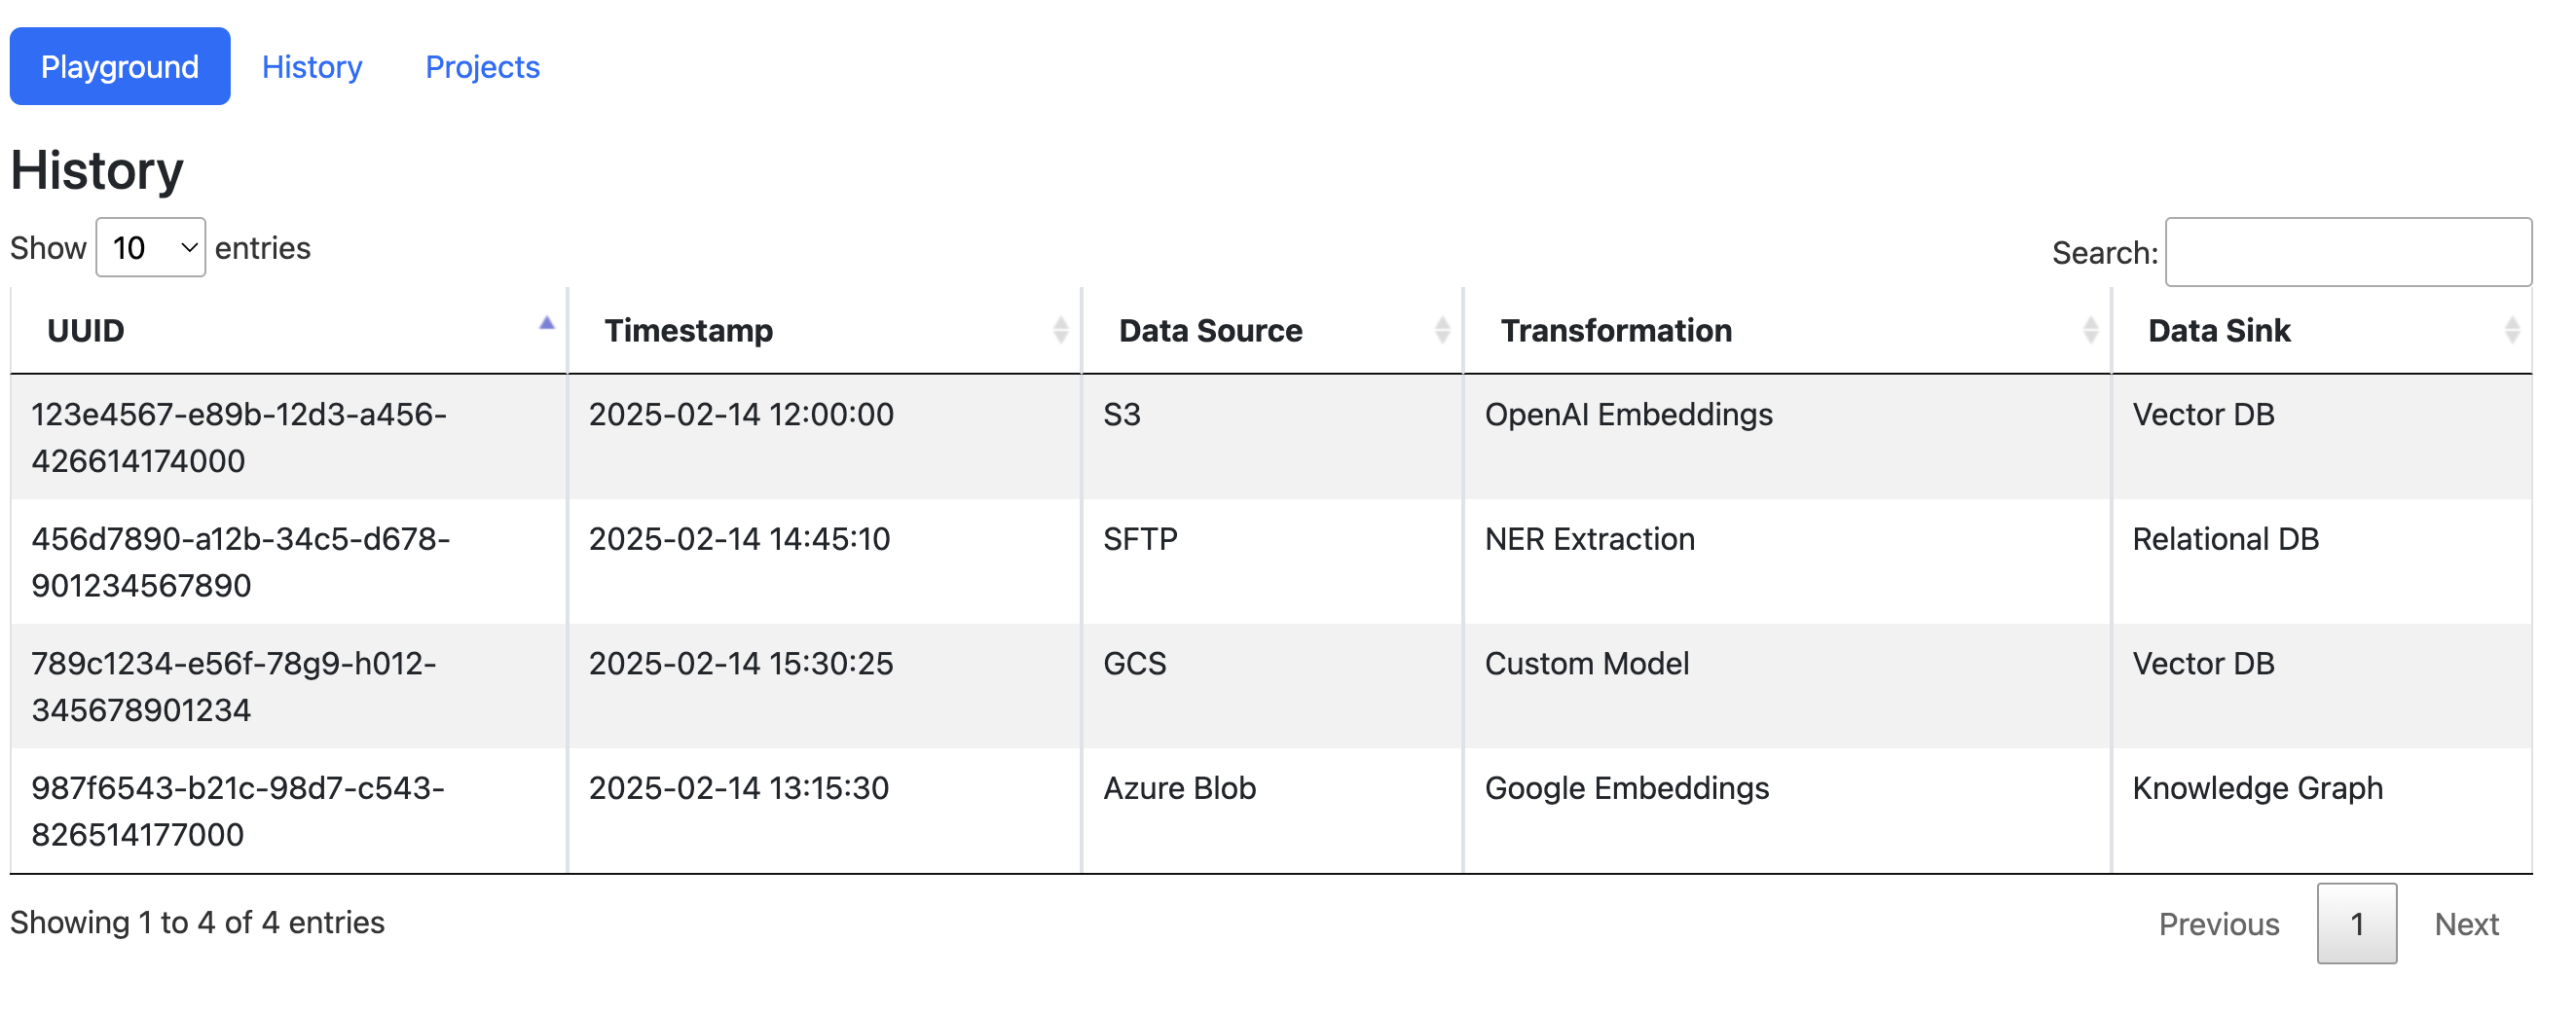 Playground History Projects
History
Show 10 entries Search:
UUID Timestamp Data Source Transformation Data Sink
123e4567-e89b-12d3-a456- 2025-02-14 12:00:00 S3 OpenAI Embeddings Vector DB
426614174000
456d7890-a12b-34c5-d678- 2025-02-14 14:45:10 SFTP NER Extraction Relational DB
901234567890
789c1234-e56f-78g9-h012- 2025-02-14 15:30:25 GCS Custom Model Vector DB
345678901234
987f6543-b21c-98d7-c543- 2025-02-14 13:15:30 Azure Blob Google Embeddings Knowledge Graph
826514177000
Showing 1 to 4 of 4 entries Previous 1 Next